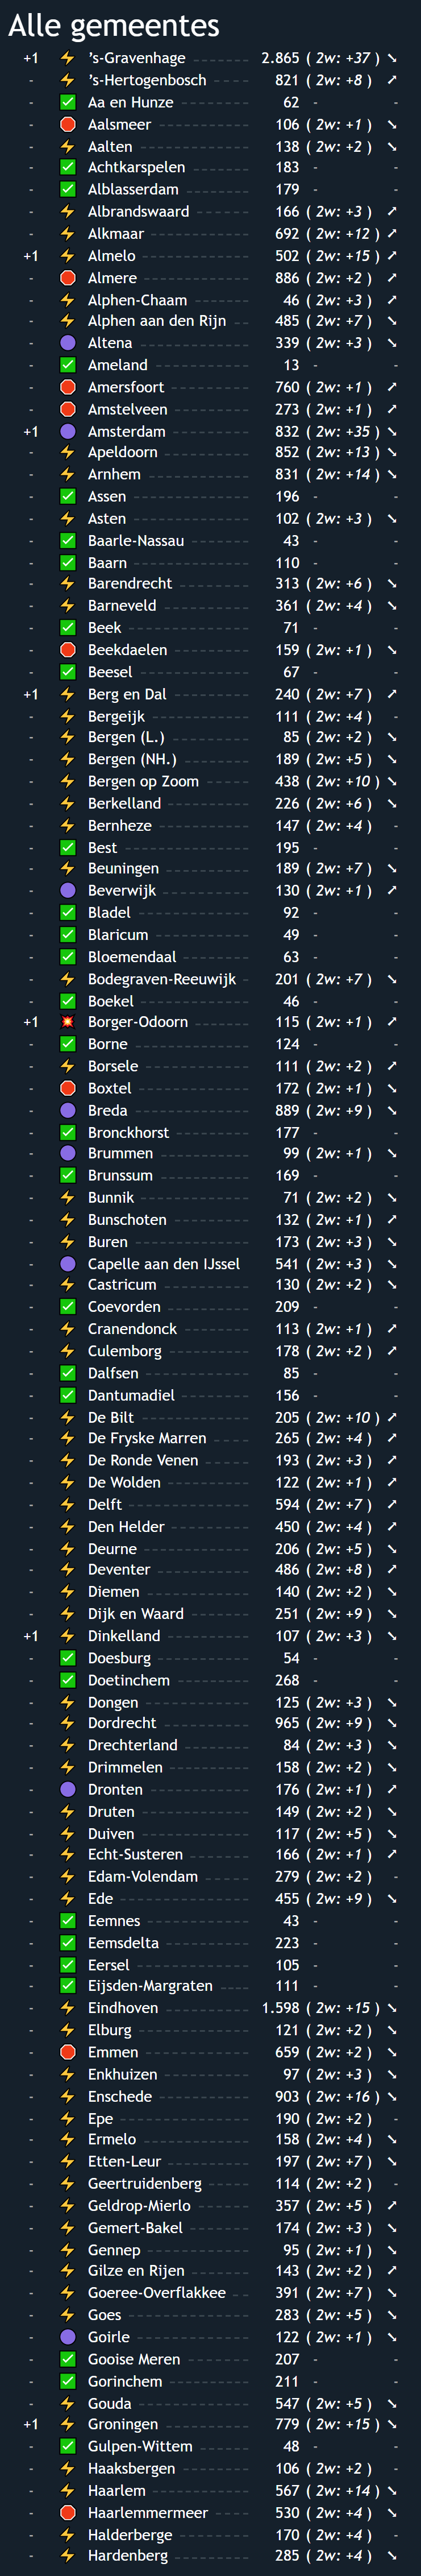 Alle gemeentes
+1 ⚡ ’s-Gravenhage 2.865 ( 2w: +37 ) ➘
- ⚡ ’s-Hertogenbosch 821 ( 2w: +8 ) ➚
- ✅ Aa en Hunze 62 - -
- 🛑 Aalsmeer 106 ( 2w: +1 ) ➘
- ⚡ Aalten 138 ( 2w: +2 ) ➘
- ✅ Achtkarspelen 183 - -
- ✅ Alblasserdam 179 - -
- ⚡ Albrandswaard 166 ( 2w: +3 ) ➚
- ⚡ Alkmaar 692 ( 2w: +12 ) ➚
+1 ⚡ Almelo 502 ( 2w: +15 ) ➚
- 🛑 Almere 886 ( 2w: +2 ) ➚
- ⚡ Alphen-Chaam 46 ( 2w: +3 ) ➚
- ⚡ Alphen aan den Rijn 485 ( 2w: +7 ) ➘
- 🟣 Altena 339 ( 2w: +3 ) ➘
- ✅ Ameland 13 - -
- 🛑 Amersfoort 760 ( 2w: +1 ) ➚
- 🛑 Amstelveen 273 ( 2w: +1 ) ➚
+1 🟣 Amsterdam 832 ( 2w: +35 ) ➘
- ⚡ Apeldoorn 852 ( 2w: +13 ) ➘
- ⚡ Arnhem 831 ( 2w: +14 ) ➘
- ✅ Assen 196 - -
- ⚡ Asten 102 ( 2w: +3 ) ➘
- ✅ Baarle-Nassau 43 - -
- ✅ Baarn 110 - -
- ⚡ Barendrecht 313 ( 2w: +6 ) ➘
- ⚡ Barneveld 361 ( 2w: +4 ) ➘
- ✅ Beek 71 - -
- 🛑 Beekdaelen 159 ( 2w: +1 ) ➘
- ✅ Beesel 67 - -
+1 ⚡ Berg en Dal 240 ( 2w: +7 ) ➚
- ⚡ Bergeijk 111 ( 2w: +4 ) -
- ⚡ Bergen (L.) 85 ( 2w: +2 ) ➘
- ⚡ Bergen (NH.) 189 ( 2w: +5 ) ➘
- ⚡ Bergen op Zoom 438 ( 2w: +10 ) ➘
- ⚡ Berkelland 226 ( 2w: +6 ) ➘
- ⚡ Bernheze 147 ( 2w: +4 ) -
- ✅ Best 195 - -
- ⚡ Beuningen 189 ( 2w: +7 ) ➘
- 🟣 Beverwijk 130 ( 2w: +1 ) ➚
- ✅ Bladel 92 - -
- ✅ Blaricum 49 - -
- ✅ Bloemendaal 63 - -
- ⚡ Bodegraven-Reeuwijk 201 ( 2w: +7 ) ➘
- ✅ Boekel 46 - -
+1 💥 Borger-Odoorn 115 ( 2w: +1 ) ➚
- ✅ Borne 124 - -
- ⚡ Borsele 111 ( 2w: +2 ) ➚
- 🛑 Boxtel 172 ( 2w: +1 ) ➘
- 🟣 Breda 889 ( 2w: +9 ) ➘
- ✅ Bronckhorst 177 - -
- 🟣 Brummen 99 ( 2w: +1 ) ➘
- ✅ Brunssum 169 - -
- ⚡ Bunnik 71 ( 2w: +2 ) ➘
- ⚡ Bunschoten 132 ( 2w: +1 ) ➚
- ⚡ Buren 173 ( 2w: +3 ) ➘
- 🟣 Capelle aan den IJssel 541 ( 2w: +3 ) ➘
- ⚡ Castricum 130 ( 2w: +2 ) ➘
- ✅ Coevorden 209 - -
- ⚡ Cranendonck 113 ( 2w: +1 ) ➚
- ⚡ Culemborg 178 ( 2w: +2 ) ➚
- ✅ Dalfsen 85 - -
- ✅ Dantumadiel 156 - -
- ⚡ De Bilt 205 ( 2w: +10 ) ➚
- ⚡ De Fryske Marren 265 ( 2w: +4 ) ➚
- ⚡ De Ronde Venen 193 ( 2w: +3 ) ➚
- ⚡ De Wolden 122 ( 2w: +1 ) ➚
- ⚡ Delft 594 ( 2w: +7 ) ➚
- ⚡ Den Helder 450 ( 2w: +4 ) ➚
- ⚡ Deurne 206 ( 2w: +5 ) ➘
- ⚡ Deventer 486 ( 2w: +8 ) ➚
- ⚡ Diemen 140 ( 2w: +2 ) ➘
- ⚡ Dijk en Waard 251 ( 2w: +9 ) ➘
+1 ⚡ Dinkelland 107 ( 2w: +3 ) ➘
- ✅ Doesburg 54 - -
- ✅ Doetinchem 268 - -
- ⚡ Dongen 125 ( 2w: +3 ) ➘
- ⚡ Dordrecht 965 ( 2w: +9 ) ➘
- ⚡ Drechterland 84 ( 2w: +3 ) ➘
- ⚡ Drimmelen 158 ( 2w: +2 ) ➘
- 🟣 Dronten 176 ( 2w: +1 ) ➚
- ⚡ Druten 149 ( 2w: +2 ) ➘
- ⚡ Duiven 117 ( 2w: +5 ) ➘
- ⚡ Echt-Susteren 166 ( 2w: +1 ) ➚
- ⚡ Edam-Volendam 279 ( 2w: +2 ) -
- ⚡ Ede 455 ( 2w: +9 ) ➘
- ✅ Eemnes 43 - -
- ✅ Eemsdelta 223 - -
- ✅ Eersel 105 - -
- ✅ Eijsden-Margraten 111 - -
- ⚡ Eindhoven 1.598 ( 2w: +15 ) ➘
- ⚡ Elburg 121 ( 2w: +2 ) ➘
- 🛑 Emmen 659 ( 2w: +2 ) ➘
- ⚡ Enkhuizen 97 ( 2w: +3 ) ➘
- ⚡ Enschede 903 ( 2w: +16 ) ➘
- ⚡ Epe 190 ( 2w: +2 ) -
- ⚡ Ermelo 158 ( 2w: +4 ) ➘
- ⚡ Etten-Leur 197 ( 2w: +7 ) ➘
- ⚡ Geertruidenberg 114 ( 2w: +2 ) -
- ⚡ Geldrop-Mierlo 357 ( 2w: +5 ) ➚
- ⚡ Gemert-Bakel 174 ( 2w: +3 ) ➘
- ⚡ Gennep 95 ( 2w: +1 ) ➘
- ⚡ Gilze en Rijen 143 ( 2w: +2 ) ➚
- ⚡ Goeree-Overflakkee 391 ( 2w: +7 ) ➘
- ⚡ Goes 283 ( 2w: +5 ) ➘
- 🟣 Goirle 122 ( 2w: +1 ) ➘
- ✅ Gooise Meren 207 - -
- ✅ Gorinchem 211 - -
- ⚡ Gouda 547 ( 2w: +5 ) ➘
+1 ⚡ Groningen 779 ( 2w: +15 ) ➘
- ✅ Gulpen-Wittem 48 - -
- ⚡ Haaksbergen 106 ( 2w: +2 ) -
- ⚡ Haarlem 567 ( 2w: +14 ) ➘
- 🛑 Haarlemmermeer 530 ( 2w: +4 ) ➘
- ⚡ Halderberge 170 ( 2w: +4 ) -
- ⚡ Hardenberg 285 ( 2w: +4 ) ➘